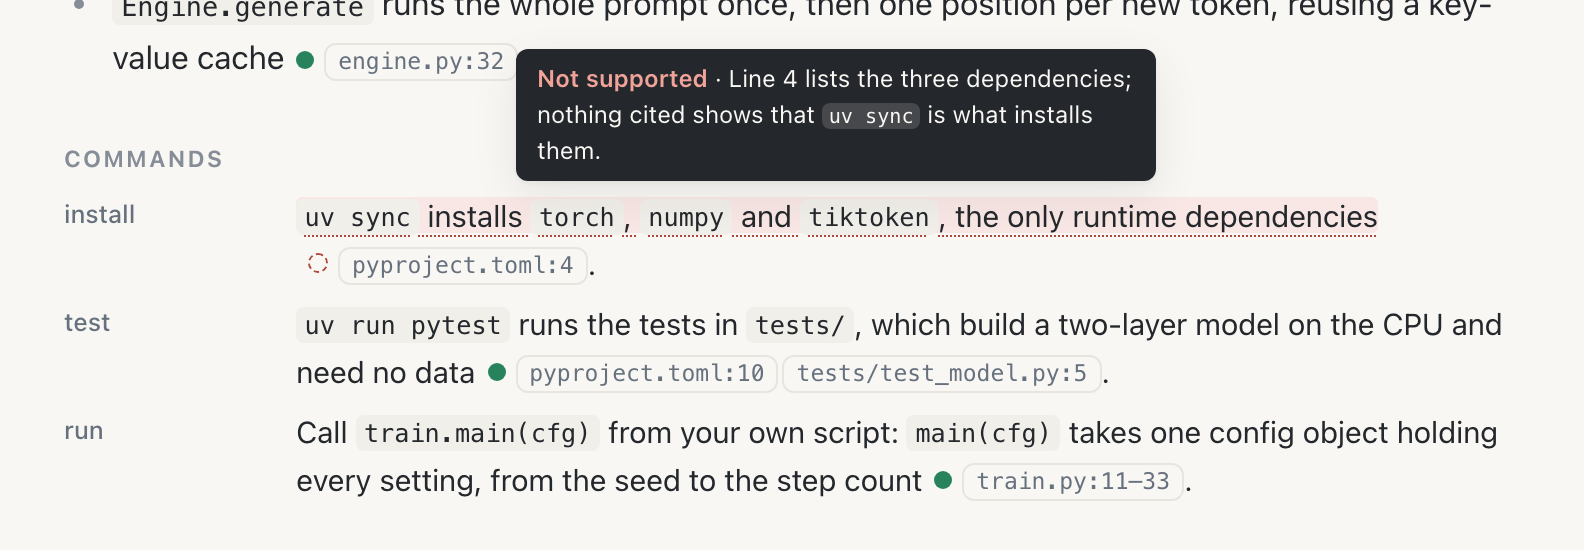 Engine.generate runs the whole prompt once, then one position per new token, reusing a key-
value cache engine.py:32
Not supported · Line 4 lists the three dependencies;
nothing cited shows that uv sync is what installs
them.
COMMANDS
install
uv sync installs torch, numpy and tiktoken, the only runtime dependencies
pyproject.toml:4.
test
uv run pytest runs the tests in tests/, which build a two-layer model on the CPU and
need no data pyproject.toml:10 tests/test_model.py:5.
run
Call train.main(cfg) from your own script: main(cfg) takes one config object holding
every setting, from the seed to the step count train.py:11–33.